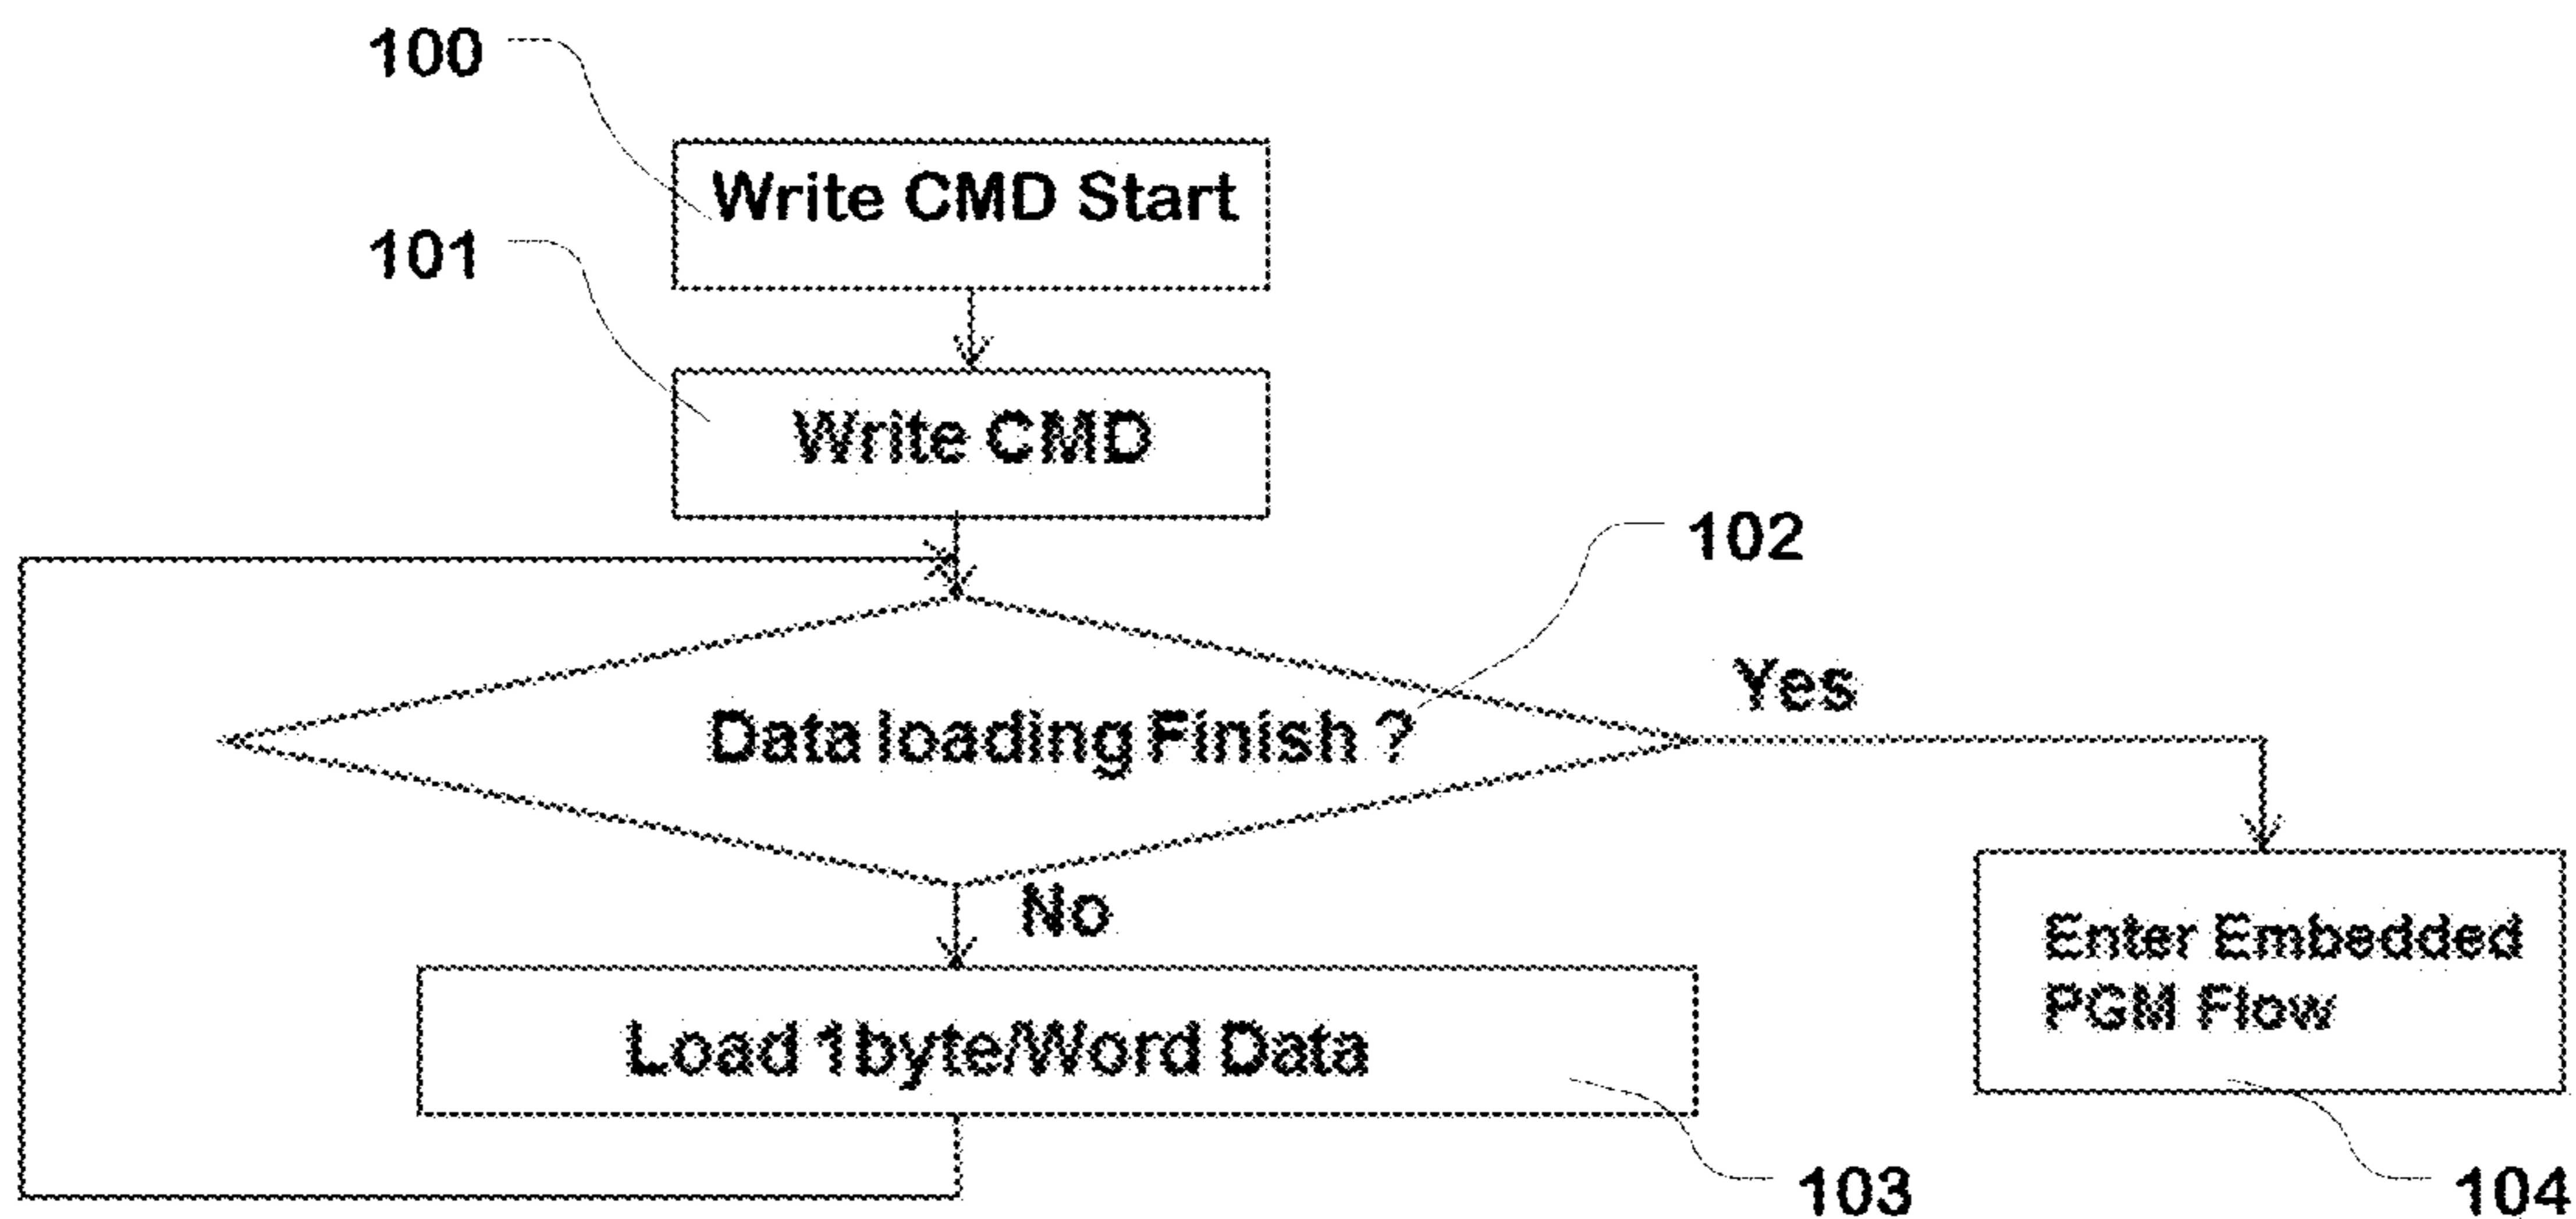 100
Write CMD Start
101
Write CMD
102
Yes
Data loading Finish ?
No
Enter Embedded
PGM Flow
Load 1byte/Word Data
103
104